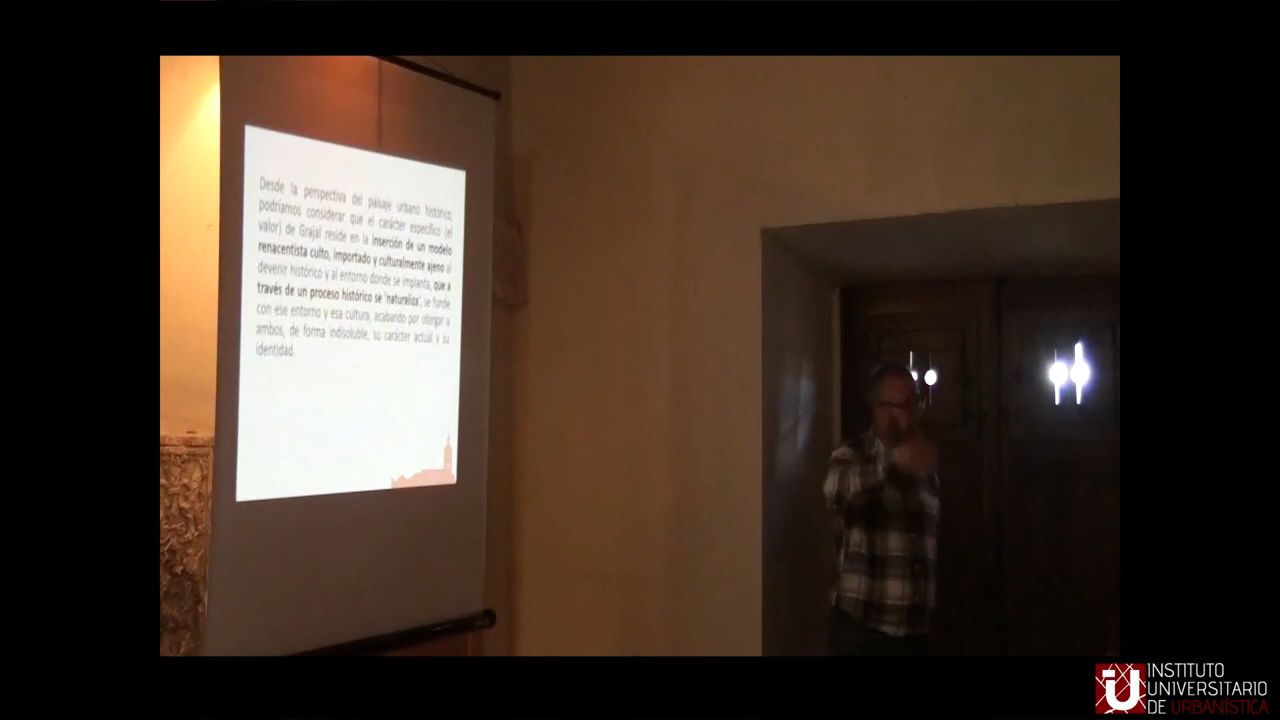 Desde la perspectiva del paisaje urbano histórico,
podríamos considerar que el carácter específico (el
valor) de Grajal reside en la inserción de un modelo
renacentista culto, importado y culturalmente ajeno al
devenir histórico y al entorno donde se implanta, que a
través de un proceso histórico se 'naturaliza', se funde
con ese entorno y esa cultura, acabando por otorgar a
ambos, de forma indisoluble, su carácter actual y su
identidad.
INSTITUTO
UNIVERSITARIO
DE URBANÍSTICA